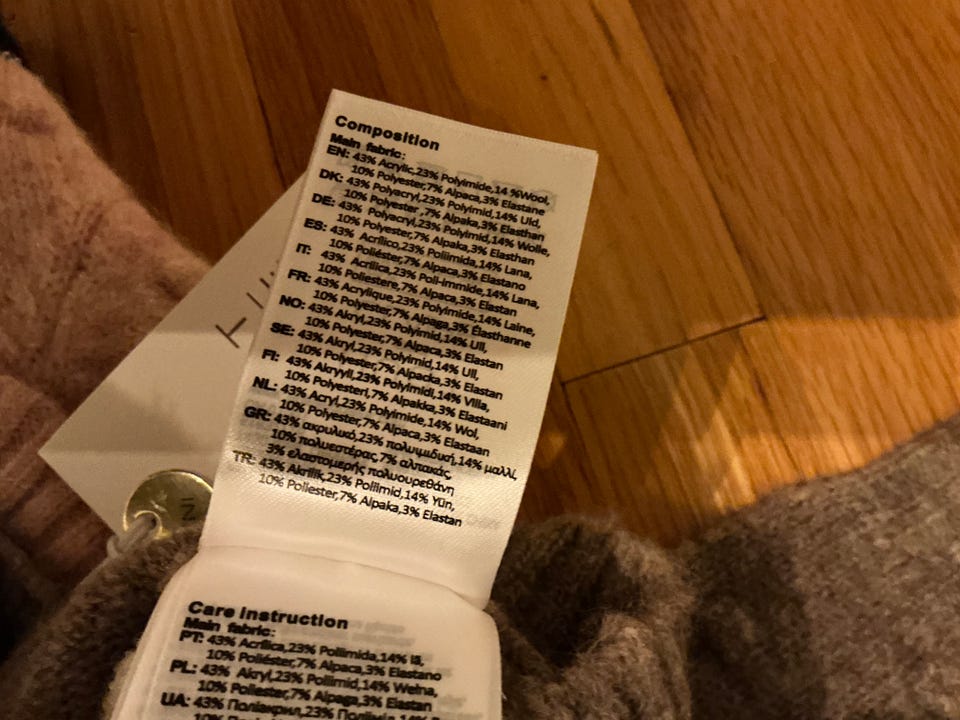 Composition
Main fabric:
EN: 43% Acrylic,23% Polyimide,14 %Wool,
10% Polyester,7% Alpaca,3% Elastane
DK: 43% Polyacryl,23% Polyimid,14% Uld,
10% Polyester ,7% Alpaka,3% Elasthan
DE: 43% Polyacryl,23% Polyimid,14% Wolle,
10% Polyester,7% Alpaka,3% Elasthan
ES: 43% Acrílico,23% Poliimida,14% Lana,
10% Poliéster,7% Alpaca,3% Elastano
IT: 43% Acrilica,23% Poli-immide,14% Lana,
10% Poliestere,7% Alpaca,3% Elastan
FR: 43% Acrylique,23% Polyimide,14% Laine,
10% Polyester,7% Alpaga,3% Élasthanne
NO: 43% Akryl,23% Polyimid,14% Ull,
10% Polyester,7% Alpaca,3% Elastan
SE: 43% Akryl,23% Polyimid,14% Ull,
10% Polyester,7% Alpacka,3% Elastan
FI: 43% Akryyli,23% Polyimidi,14% Villa,
10% Polyesteri,7% Alpakka,3% Elastaani
NL: 43% Acryl,23% Polyimide,14% Wol,
10% Polyester,7% Alpaca,3% Elastaan
GR: 43% ακρυλικό,23% πολυιμιδική,14% μαλλί,
10% πολυεστέρας,7% αλπακάς,
3% ελαστομερής πολυουρεθάνη
TR: 43% Akrilik,23% Poliimid,14% Yün,
10% Poliester,7% Alpaka,3% Elastan
Care instruction
Main fabric:
PT: 43% Acrílica,23% Poliimida,14% lã,
10% Poliéster,7% Alpaca,3% Elastano
PL: 43% Akryl,23% Poliimid,14% Wełna,
10% Poliester,7% Alpaga,3% Elastan
UA: 43% Поліакрил,23% Поліімід,14%
10%